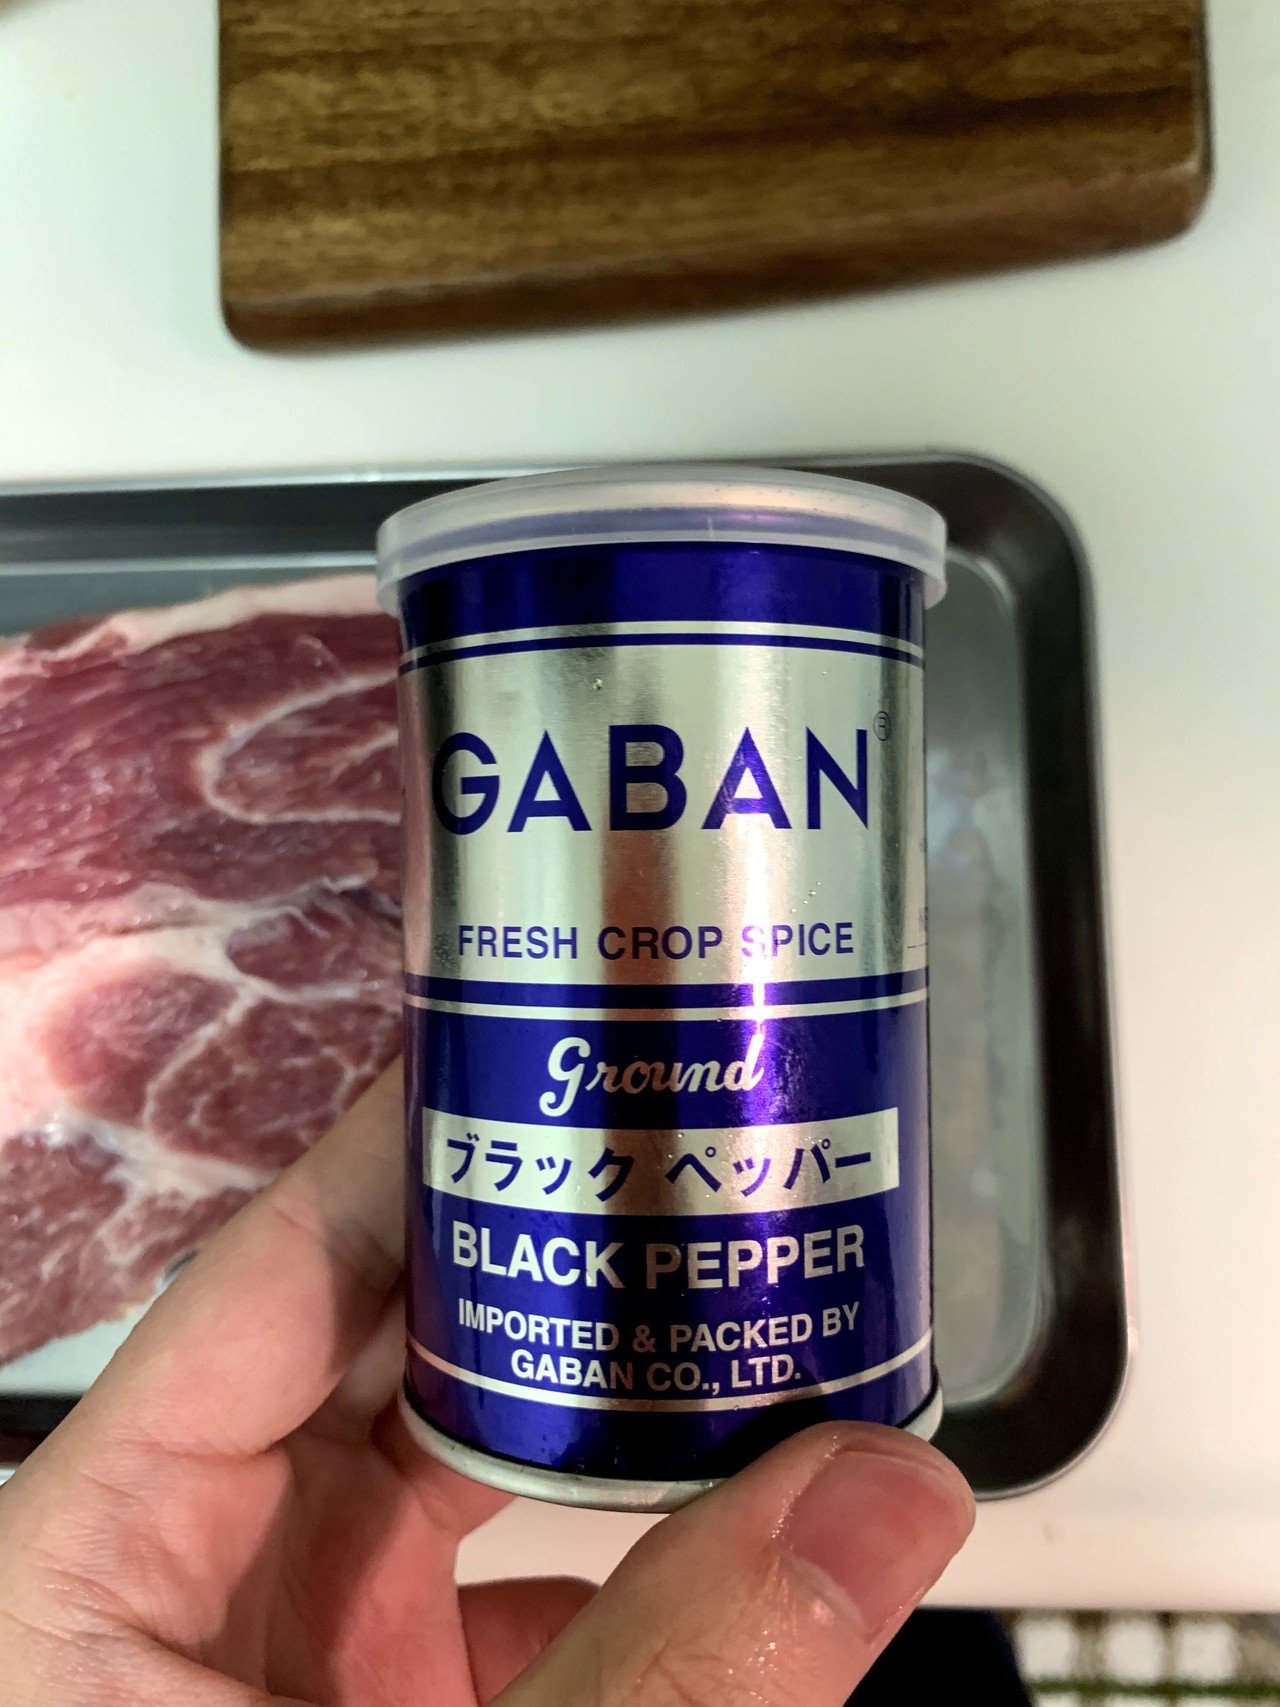 GABAN®
FRESH CROP SPICE
Ground
ブラック ペッパー
BLACK PEPPER
IMPORTED & PACKED BY
GABAN CO., LTD.